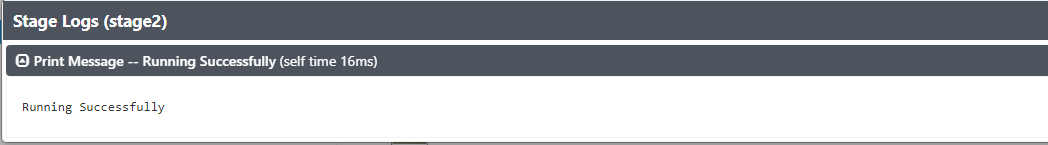 Stage Logs (stage2)
Print Message -- Running Successfully (self time 16ms)
Running Successfully